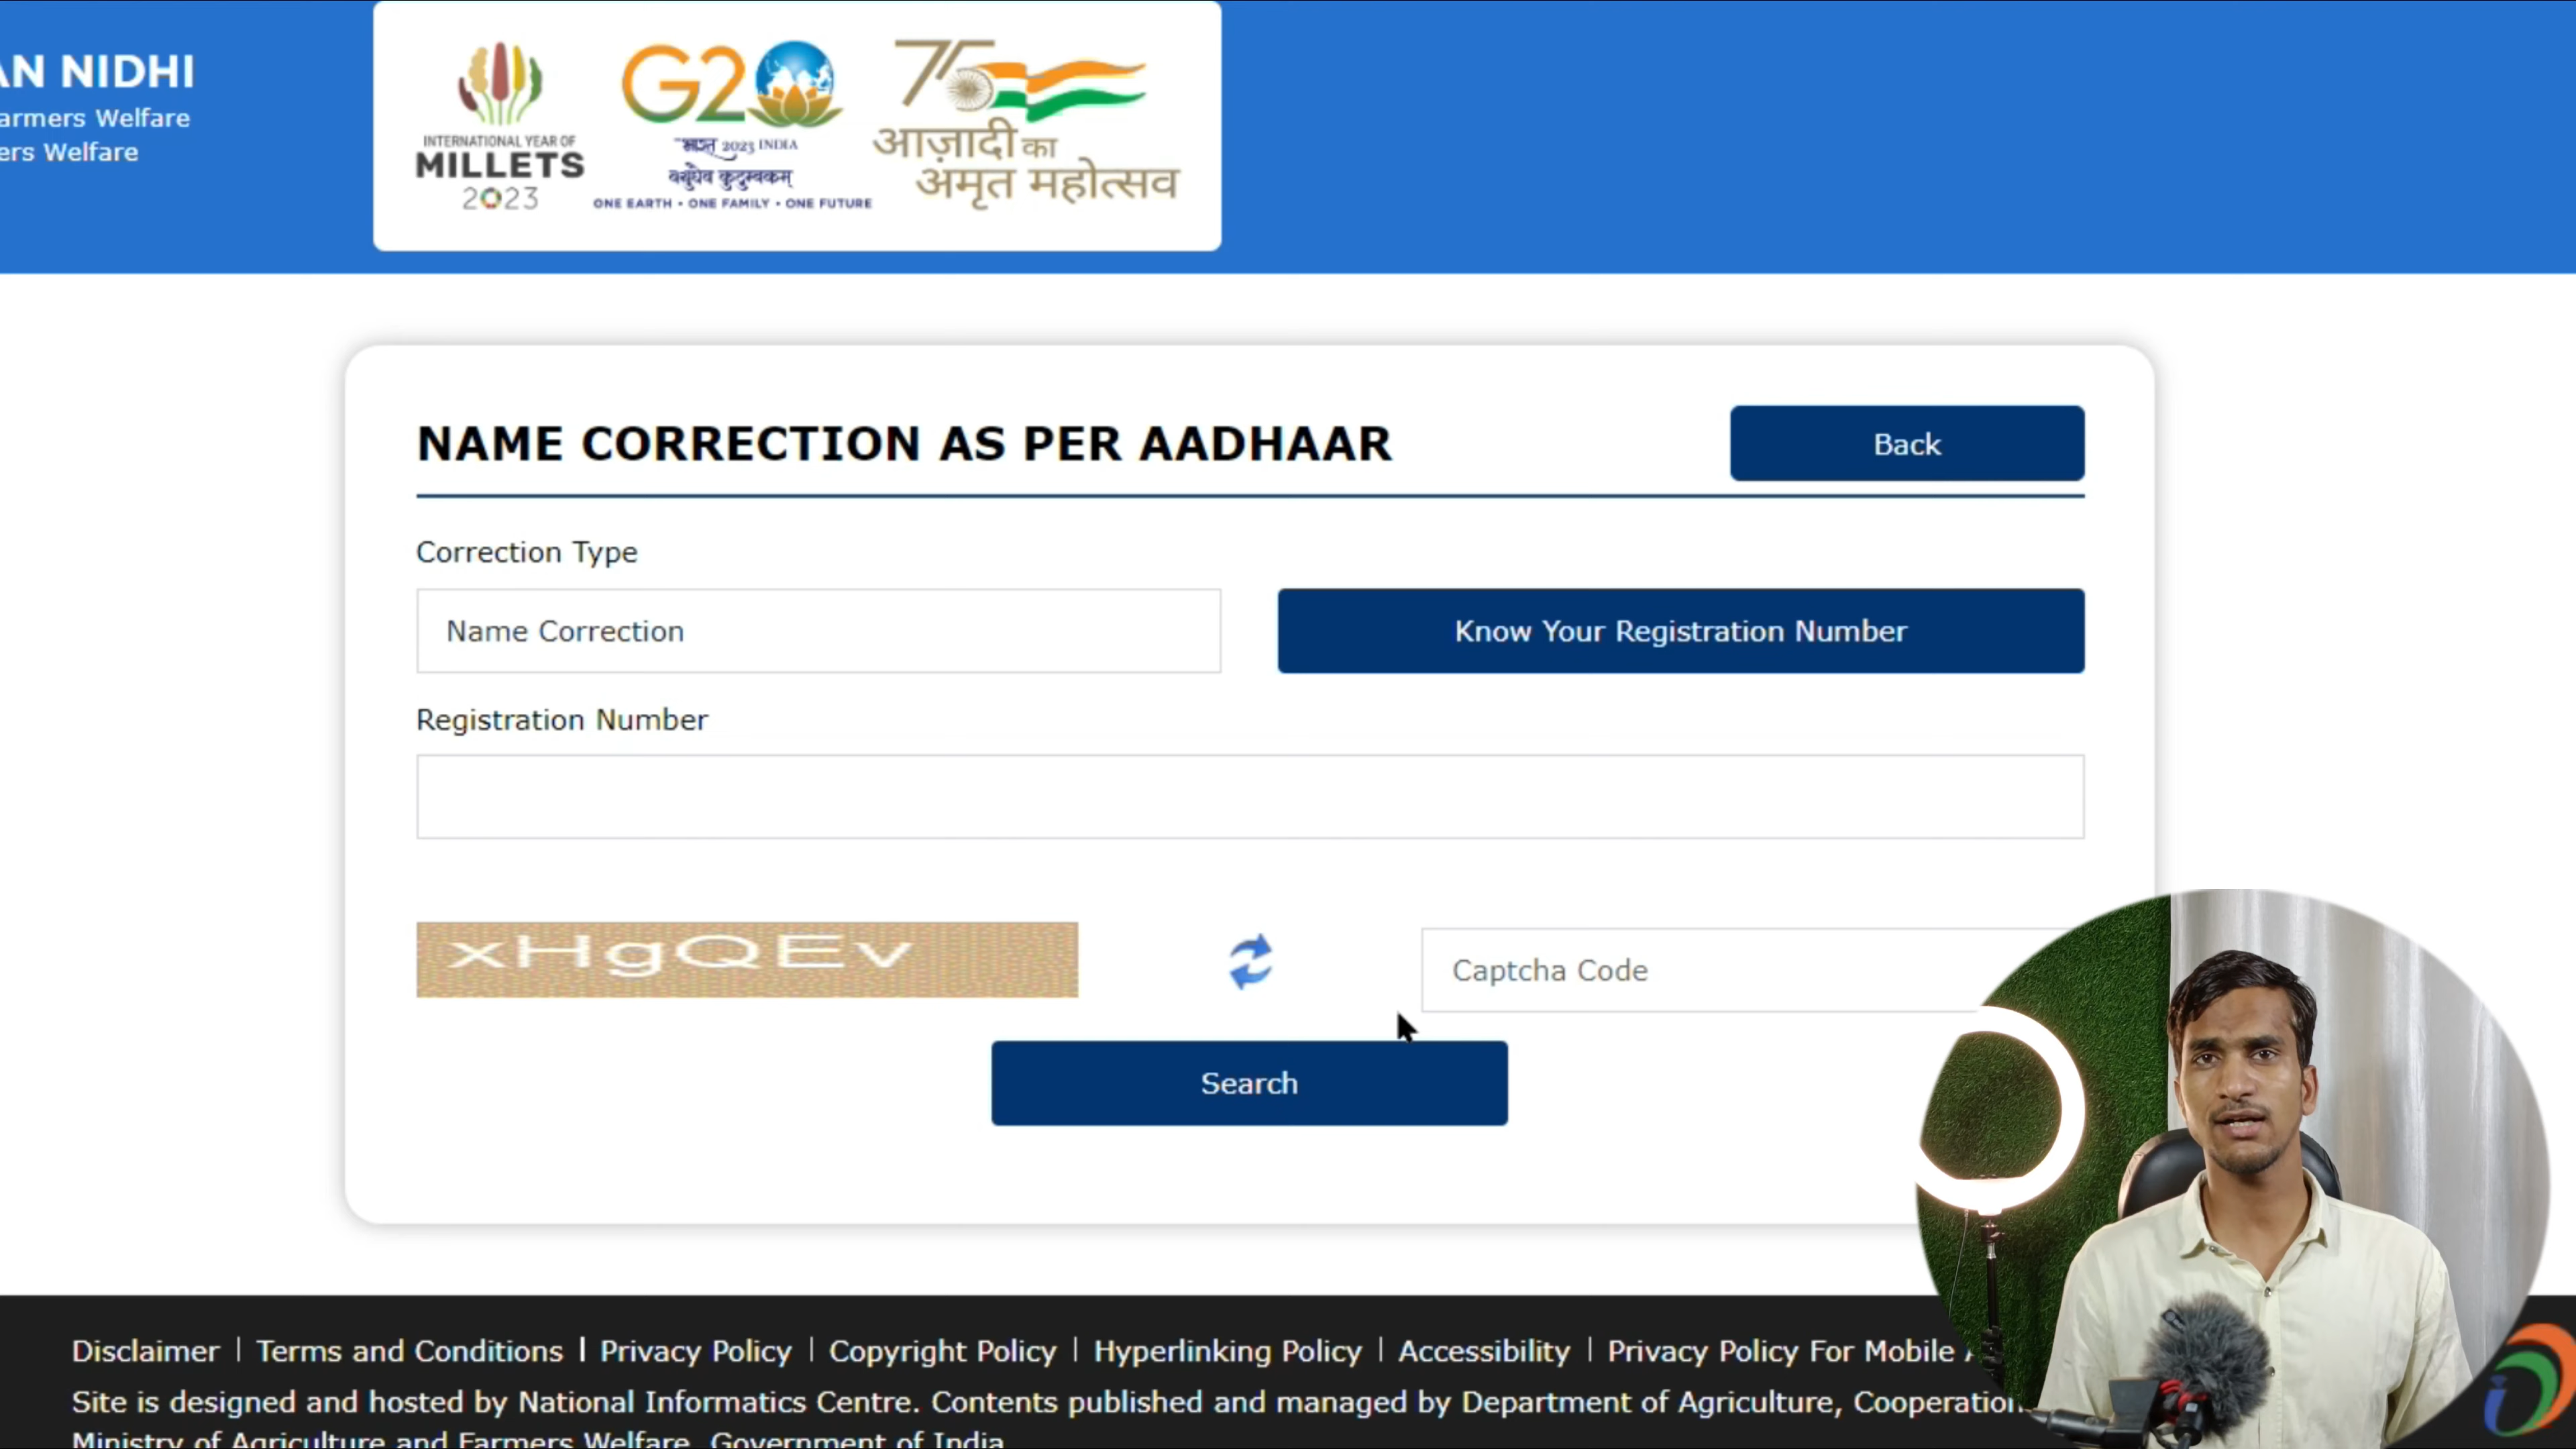 AN NIDHI
armers Welfare
ers Welfare
INTERNATIONAL YEAR OF
MILLETS
2023
G20
भारत 2023 INDIA
वसुधैव कुटुम्बकम्
ONE EARTH • ONE FAMILY • ONE FUTURE
75
आज़ादी का
अमृत महोत्सव
NAME CORRECTION AS PER AADHAAR
Back
Correction Type
Name Correction
Know Your Registration Number
Registration Number
xHgQEv
Captcha Code
Search
Disclaimer | Terms and Conditions | Privacy Policy | Copyright Policy | Hyperlinking Policy | Accessibility | Privacy Policy For Mobile A
Site is designed and hosted by National Informatics Centre. Contents published and managed by Department of Agriculture, Cooperation
Ministry of Agriculture and Farmers Welfare, Government of India